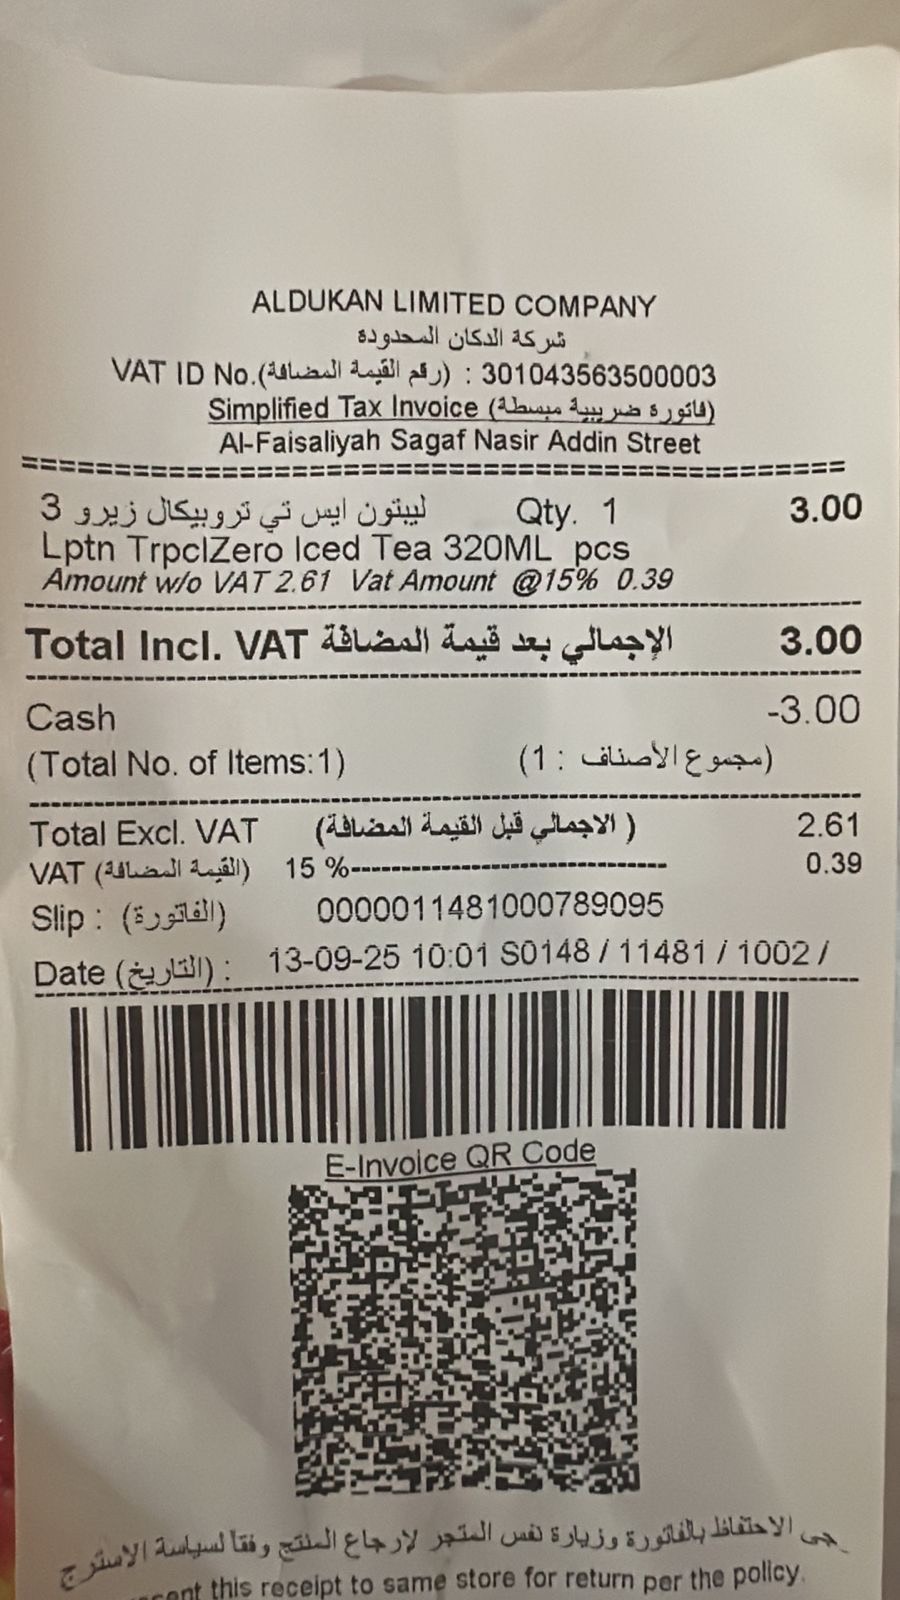 ALDUKAN LIMITED COMPANY
شركة الدكان المحدودة
VAT ID No.(رقم القيمة المضافة) : 301043563500003
Simplified Tax Invoice (فاتورة ضريبية مبسطة)
Al-Faisaliyah Sagaf Nasir Addin Street
ليبتون ايس تي تروبيكال زيرو 3 Qty. 1 3.00
Lptn TrpclZero Iced Tea 320ML pcs
Amount w/o VAT 2.61 Vat Amount @15% 0.39
Total Incl. VAT الإجمالي بعد قيمة المضافة 3.00
Cash -3.00
(Total No. of Items:1) (مجموع الأصناف : 1)
Total Excl. VAT (الاجمالي قبل القيمة المضافة ) 2.61
VAT (القيمة المضافة) 15 %------------------------------ 0.39
Slip : (الفاتورة) 0000011481000789095
Date (التاريخ) : 13-09-25 10:01 S0148 / 11481 / 1002 /
E-Invoice QR Code
الاحتفاظ بالفاتورة وزيارة نفس المتجر لإرجاع المنتج وفقا لسياسة
this receipt to same store for return per the policy.